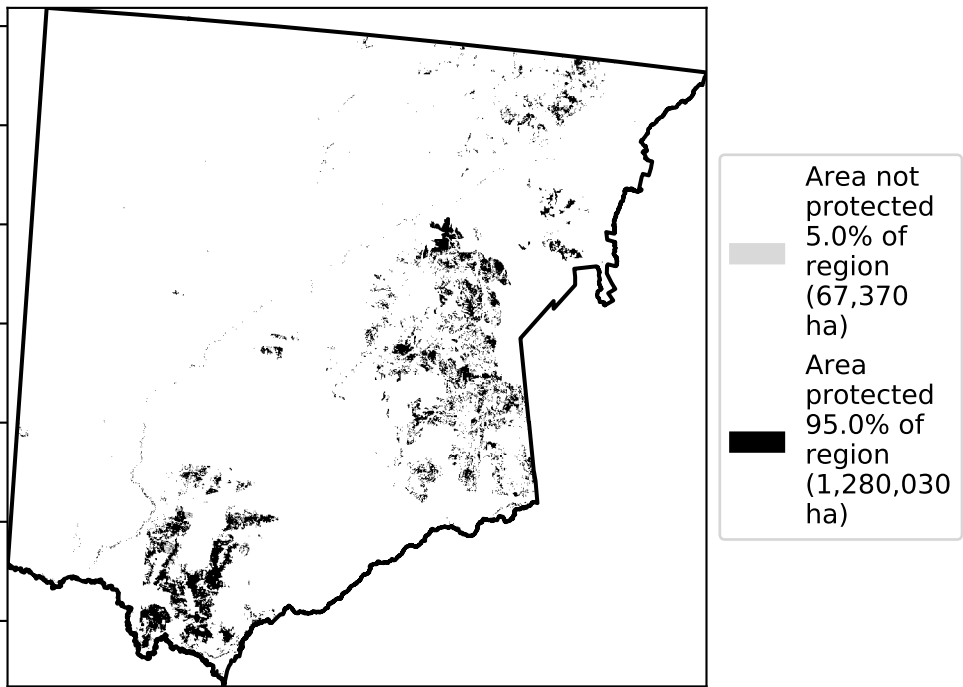 Area not
protected
5.0% of
region
(67,370
ha)
Area
protected
95.0% of
region
(1,280,030
ha)